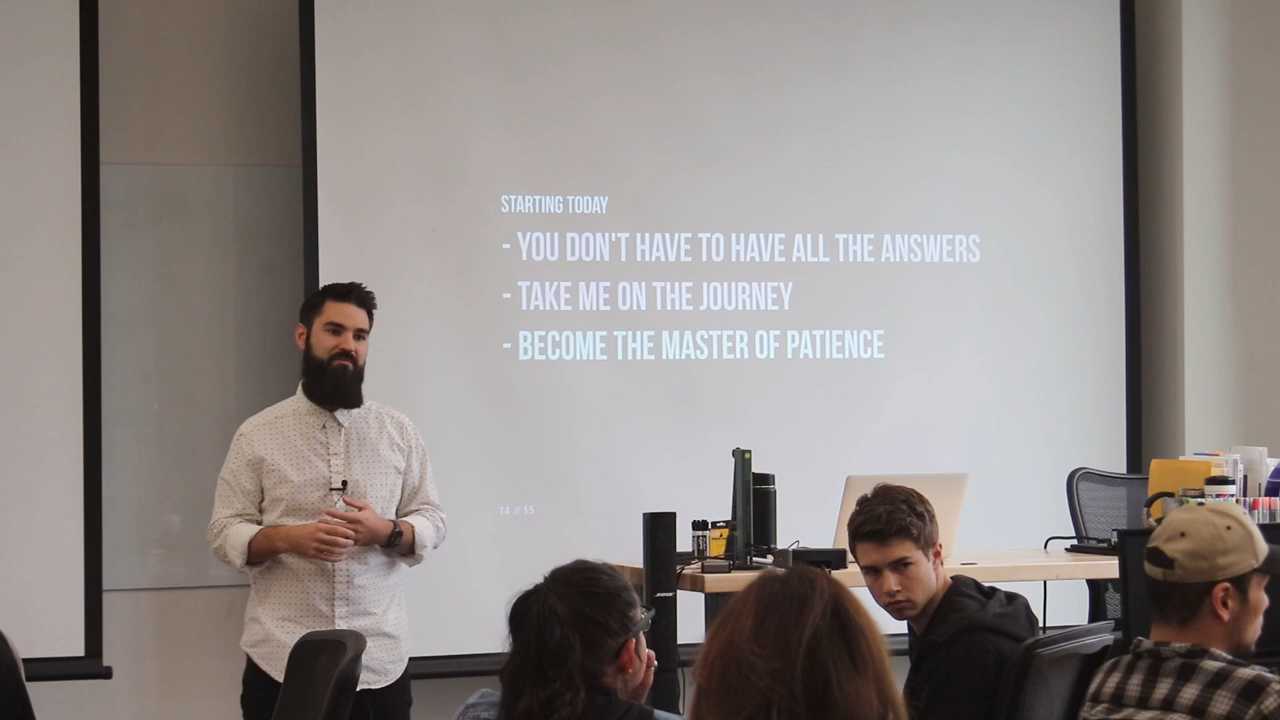 STARTING TODAY
- YOU DON'T HAVE TO HAVE ALL THE ANSWERS
- TAKE ME ON THE JOURNEY
- BECOME THE MASTER OF PATIENCE
14 // 15
BOSE